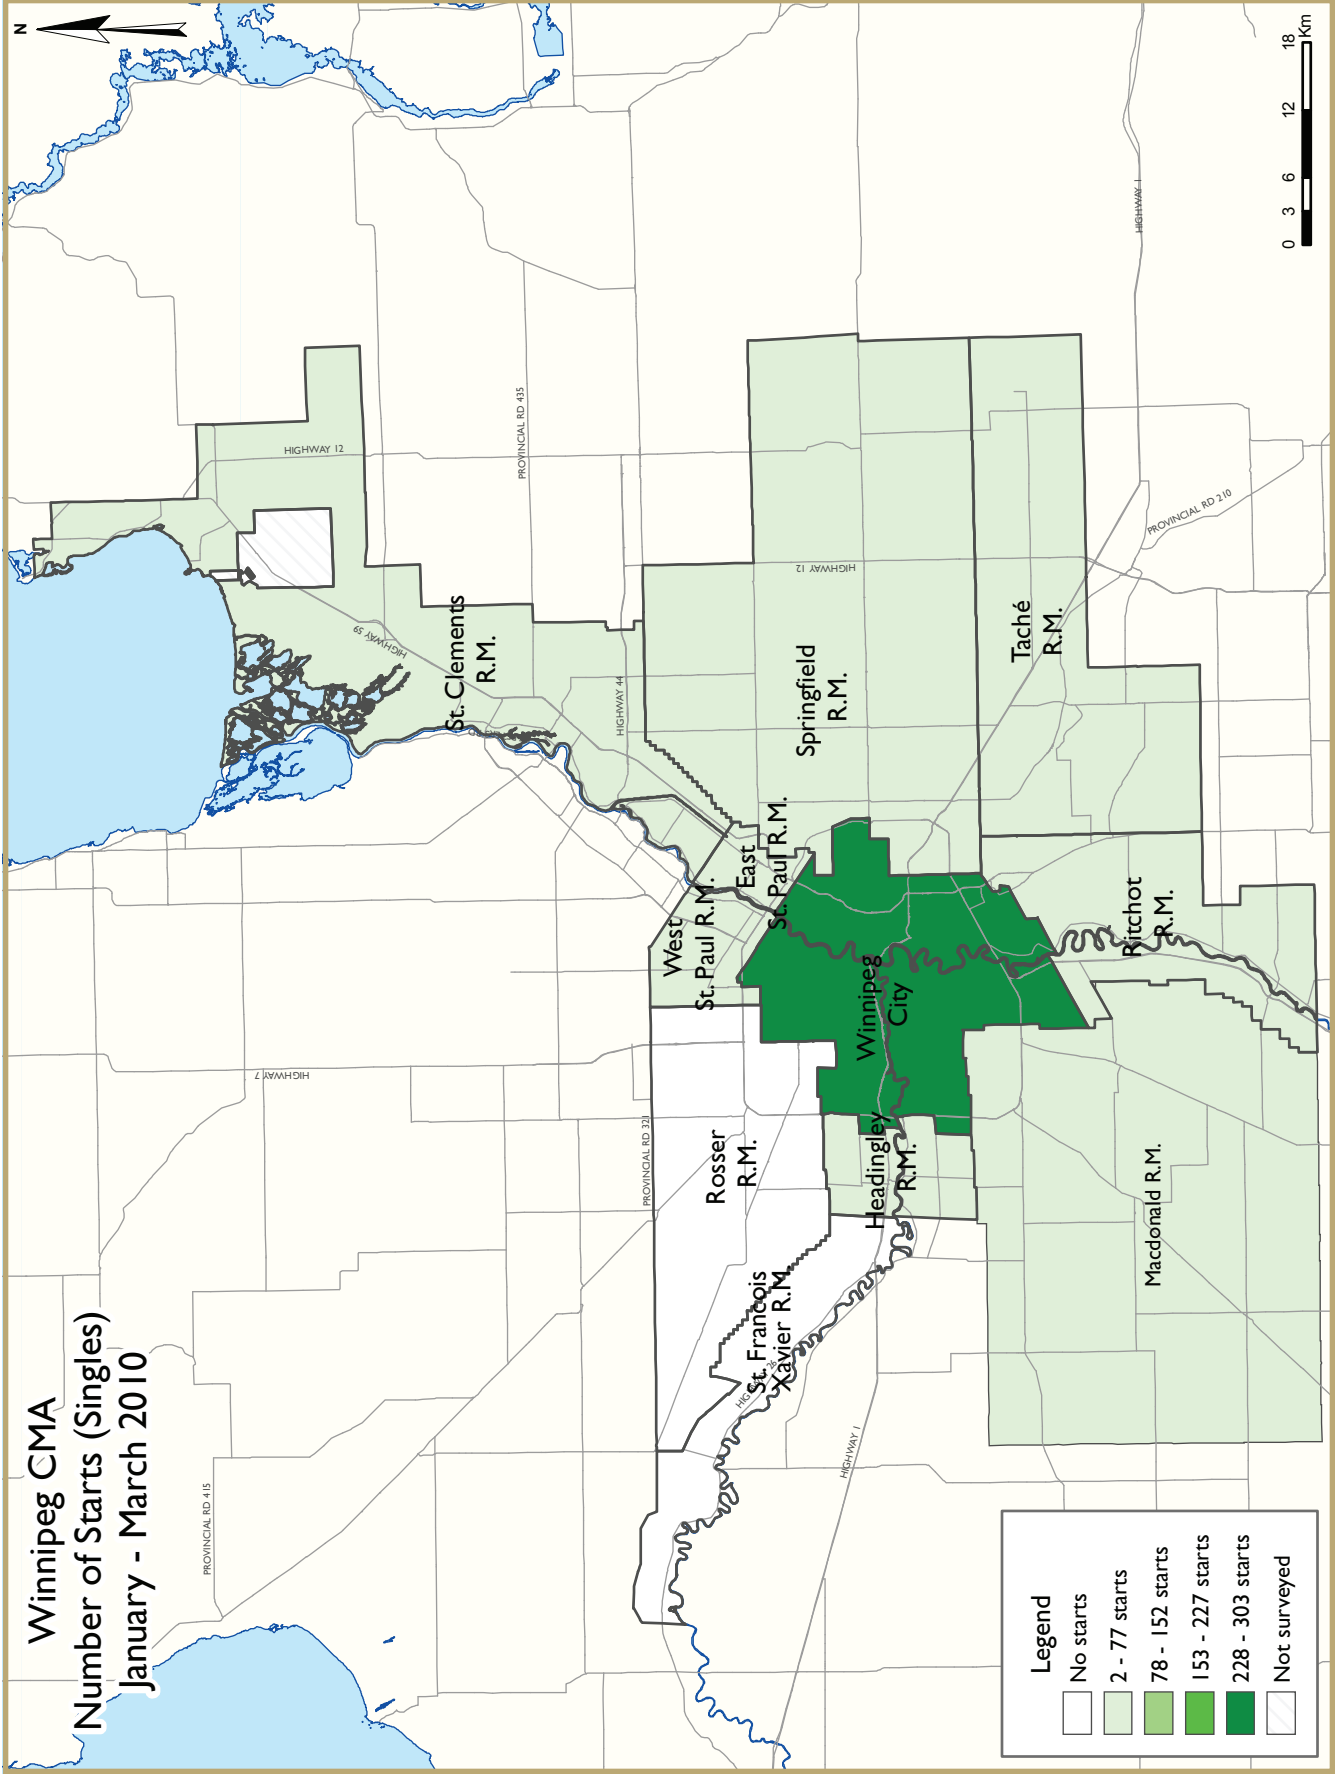 Winnipeg CMA
Number of Starts (Singles)
January - March 2010
N
PROVINCIAL RD 415
HIGHWAY 7
HIGHWAY 12
HIGHWAY 59
PROVINCIAL RD 435
St. Clements
R.M.
HIGHWAY 44
PROVINCIAL RD 321
West
St. Paul R.M.
East
St. Paul R.M.
Rosser
R.M.
St. Francois
Xavier R.M.
Springfield
R.M.
HIGHWAY 12
HIGHWAY 1
Headingley
R.M.
Winnipeg
City
Taché
R.M.
Ritchot
R.M.
Macdonald R.M.
HIGHWAY 1
PROVINCIAL RD 210
Legend
No starts
2 - 77 starts
78 - 152 starts
153 - 227 starts
228 - 303 starts
Not surveyed
0 3 6 12 18
Km